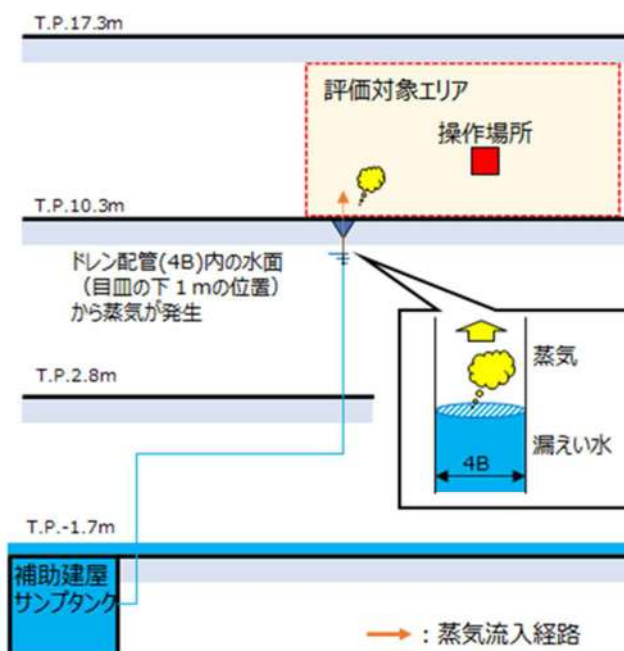 T.P.17.3m
評価対象エリア
操作場所
T.P.10.3m
ドレン配管(4B)内の水面
（目皿の下１ｍの位置）
から蒸気が発生
蒸気
T.P.2.8m
漏えい水
4B
T.P.-1.7m
補助建屋
サンプタンク
：蒸気流入経路